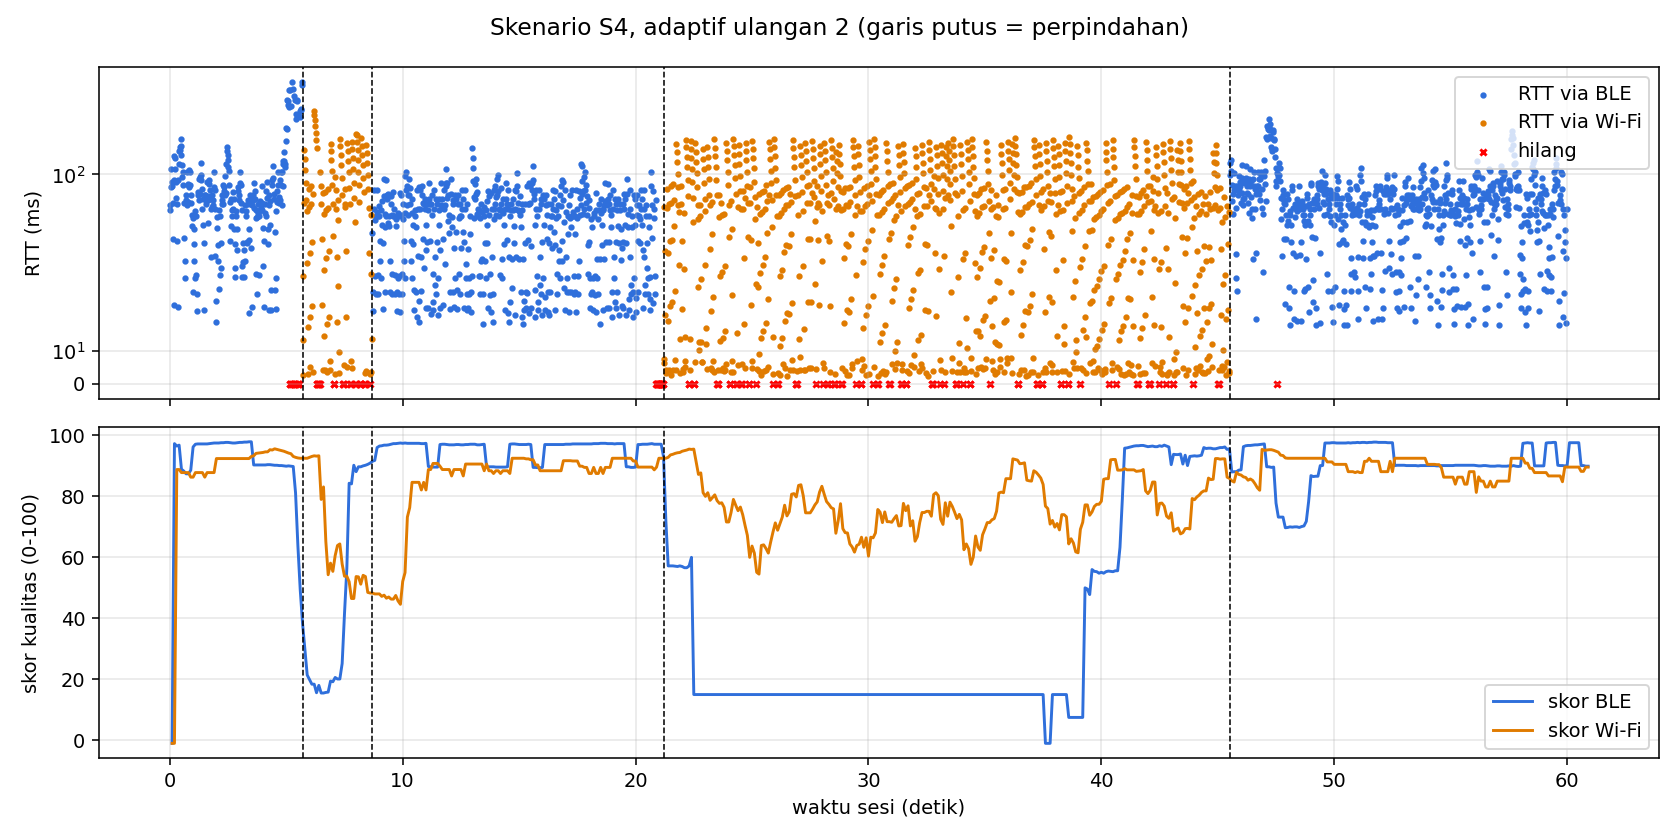 Skenario S4, adaptif ulangan 2 (garis putus = perpindahan)
RTT (ms)
10²
10¹
0
RTT via BLE
RTT via Wi-Fi
hilang
skor kualitas (0-100)
100
80
60
40
20
0
skor BLE
skor Wi-Fi
0 10 20 30 40 50 60
waktu sesi (detik)